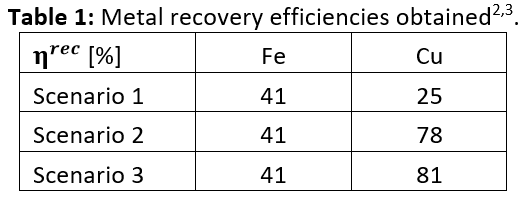 Table 1: Metal recovery efficiencies obtained2,3.
ηrec [%] Fe Cu
Scenario 1 41 25
Scenario 2 41 78
Scenario 3 41 81